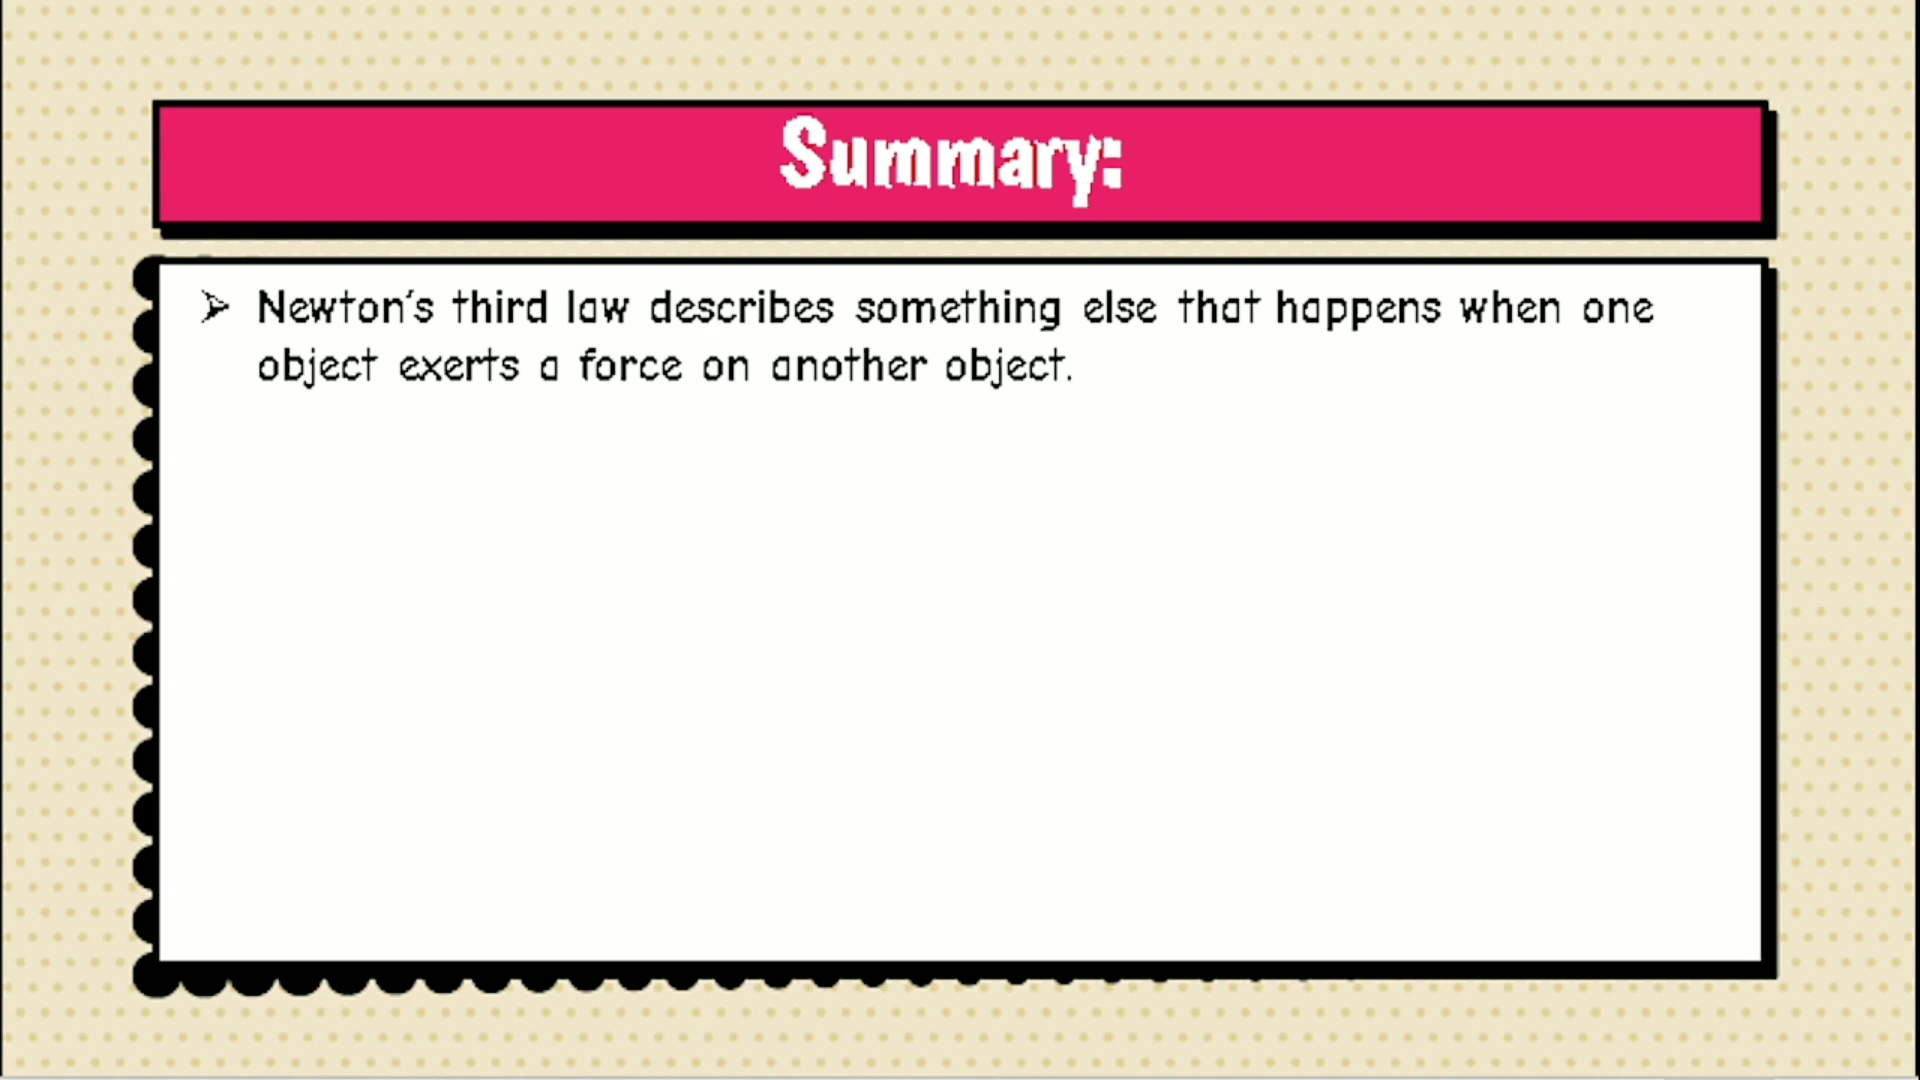 Summary:
➢ Newton's third law describes something else that happens when one
object exerts a force on another object.